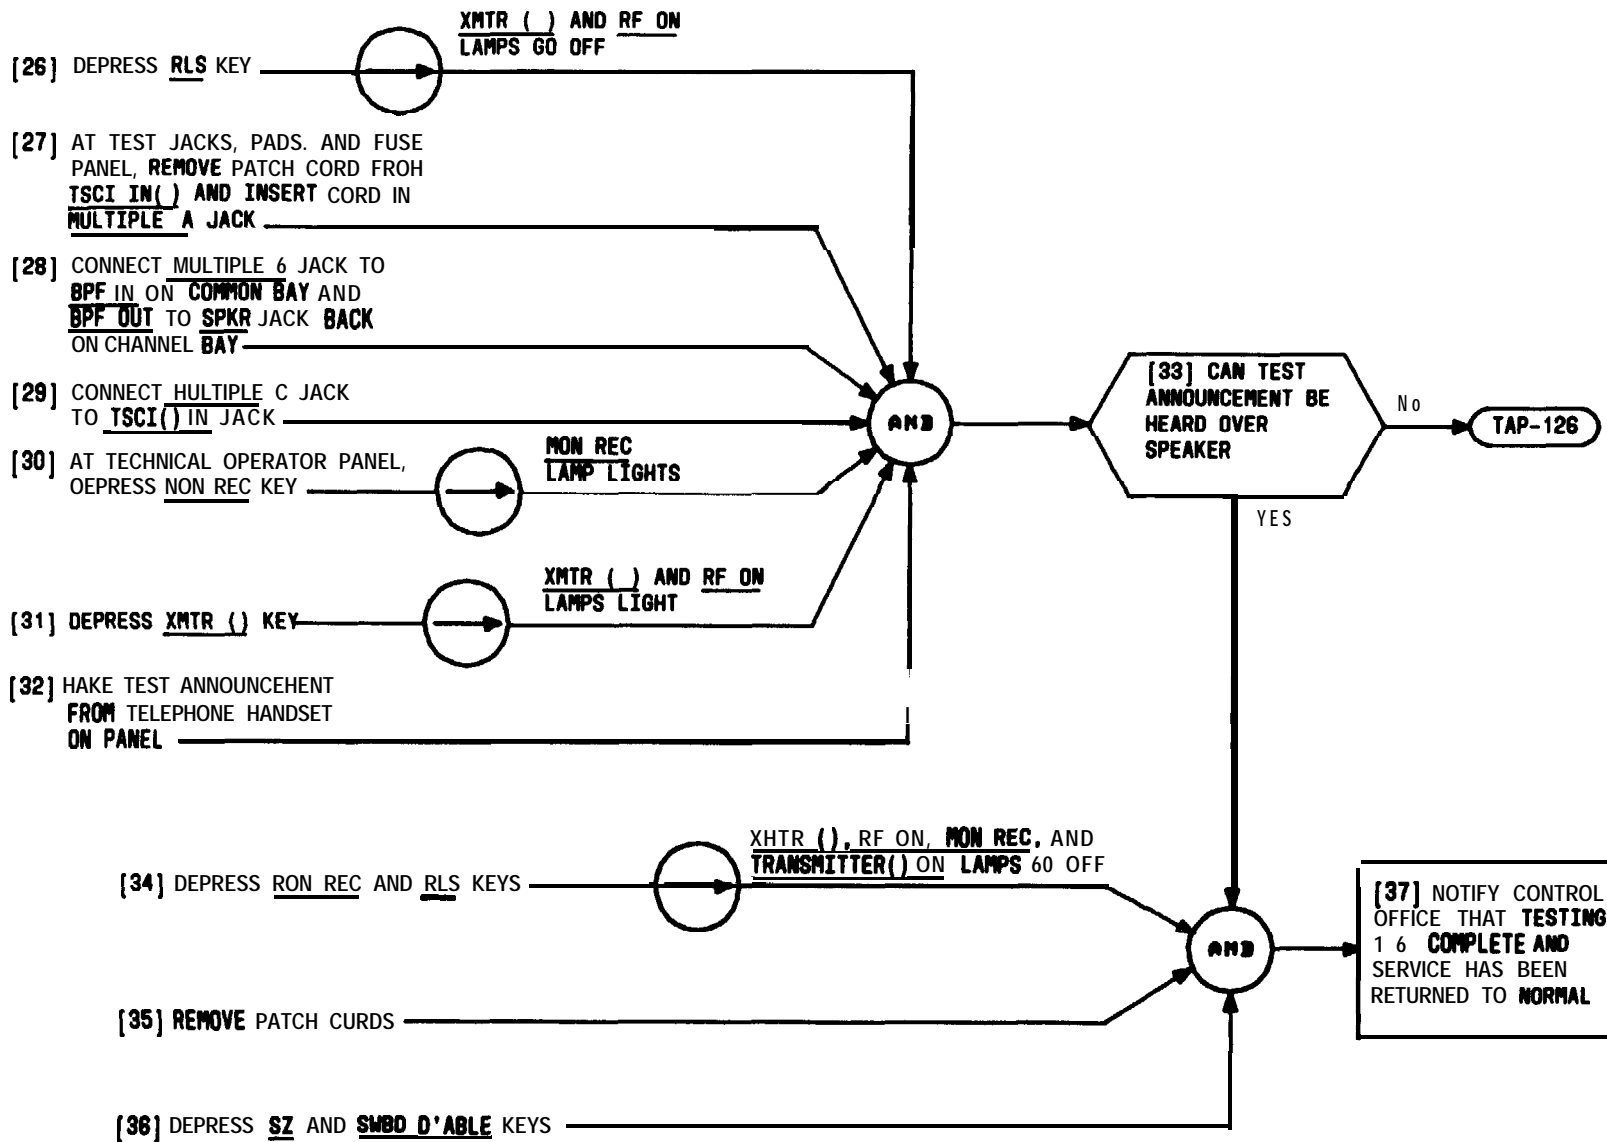 XMTR ( ) AND RF ON
LAMPS GO OFF
[26] DEPRESS RLS KEY
[27] AT TEST JACKS, PADS. AND FUSE
PANEL, REMOVE PATCH CORD FROH
TSCI IN( ) AND INSERT CORD IN
MULTIPLE A JACK
[28] CONNECT MULTIPLE 6 JACK TO
BPF IN ON COMMON BAY AND
BPF OUT TO SPKR JACK BACK
ON CHANNEL BAY
[29] CONNECT HULTIPLE C JACK
TO TSCI() IN JACK
[30] AT TECHNICAL OPERATOR PANEL,
OEPRESS NON REC KEY
MON REC
LAMP LIGHTS
[31] DEPRESS XMTR () KEY
XMTR ( ) AND RF ON
LAMPS LIGHT
[32] HAKE TEST ANNOUNCEHENT
FROM TELEPHONE HANDSET
ON PANEL
AND
[33] CAN TEST
ANNOUNCEMENT BE
HEARD OVER
SPEAKER
No
TAP-126
YES
[34] DEPRESS RON REC AND RLS KEYS
XHTR (), RF ON, MON REC, AND
TRANSMITTER() ON LAMPS 60 OFF
[35] REMOVE PATCH CURDS
[36] DEPRESS SZ AND SWBD D'ABLE KEYS
AND
[37] NOTIFY CONTROL
OFFICE THAT TESTING
1 6 COMPLETE AND
SERVICE HAS BEEN
RETURNED TO NORMAL